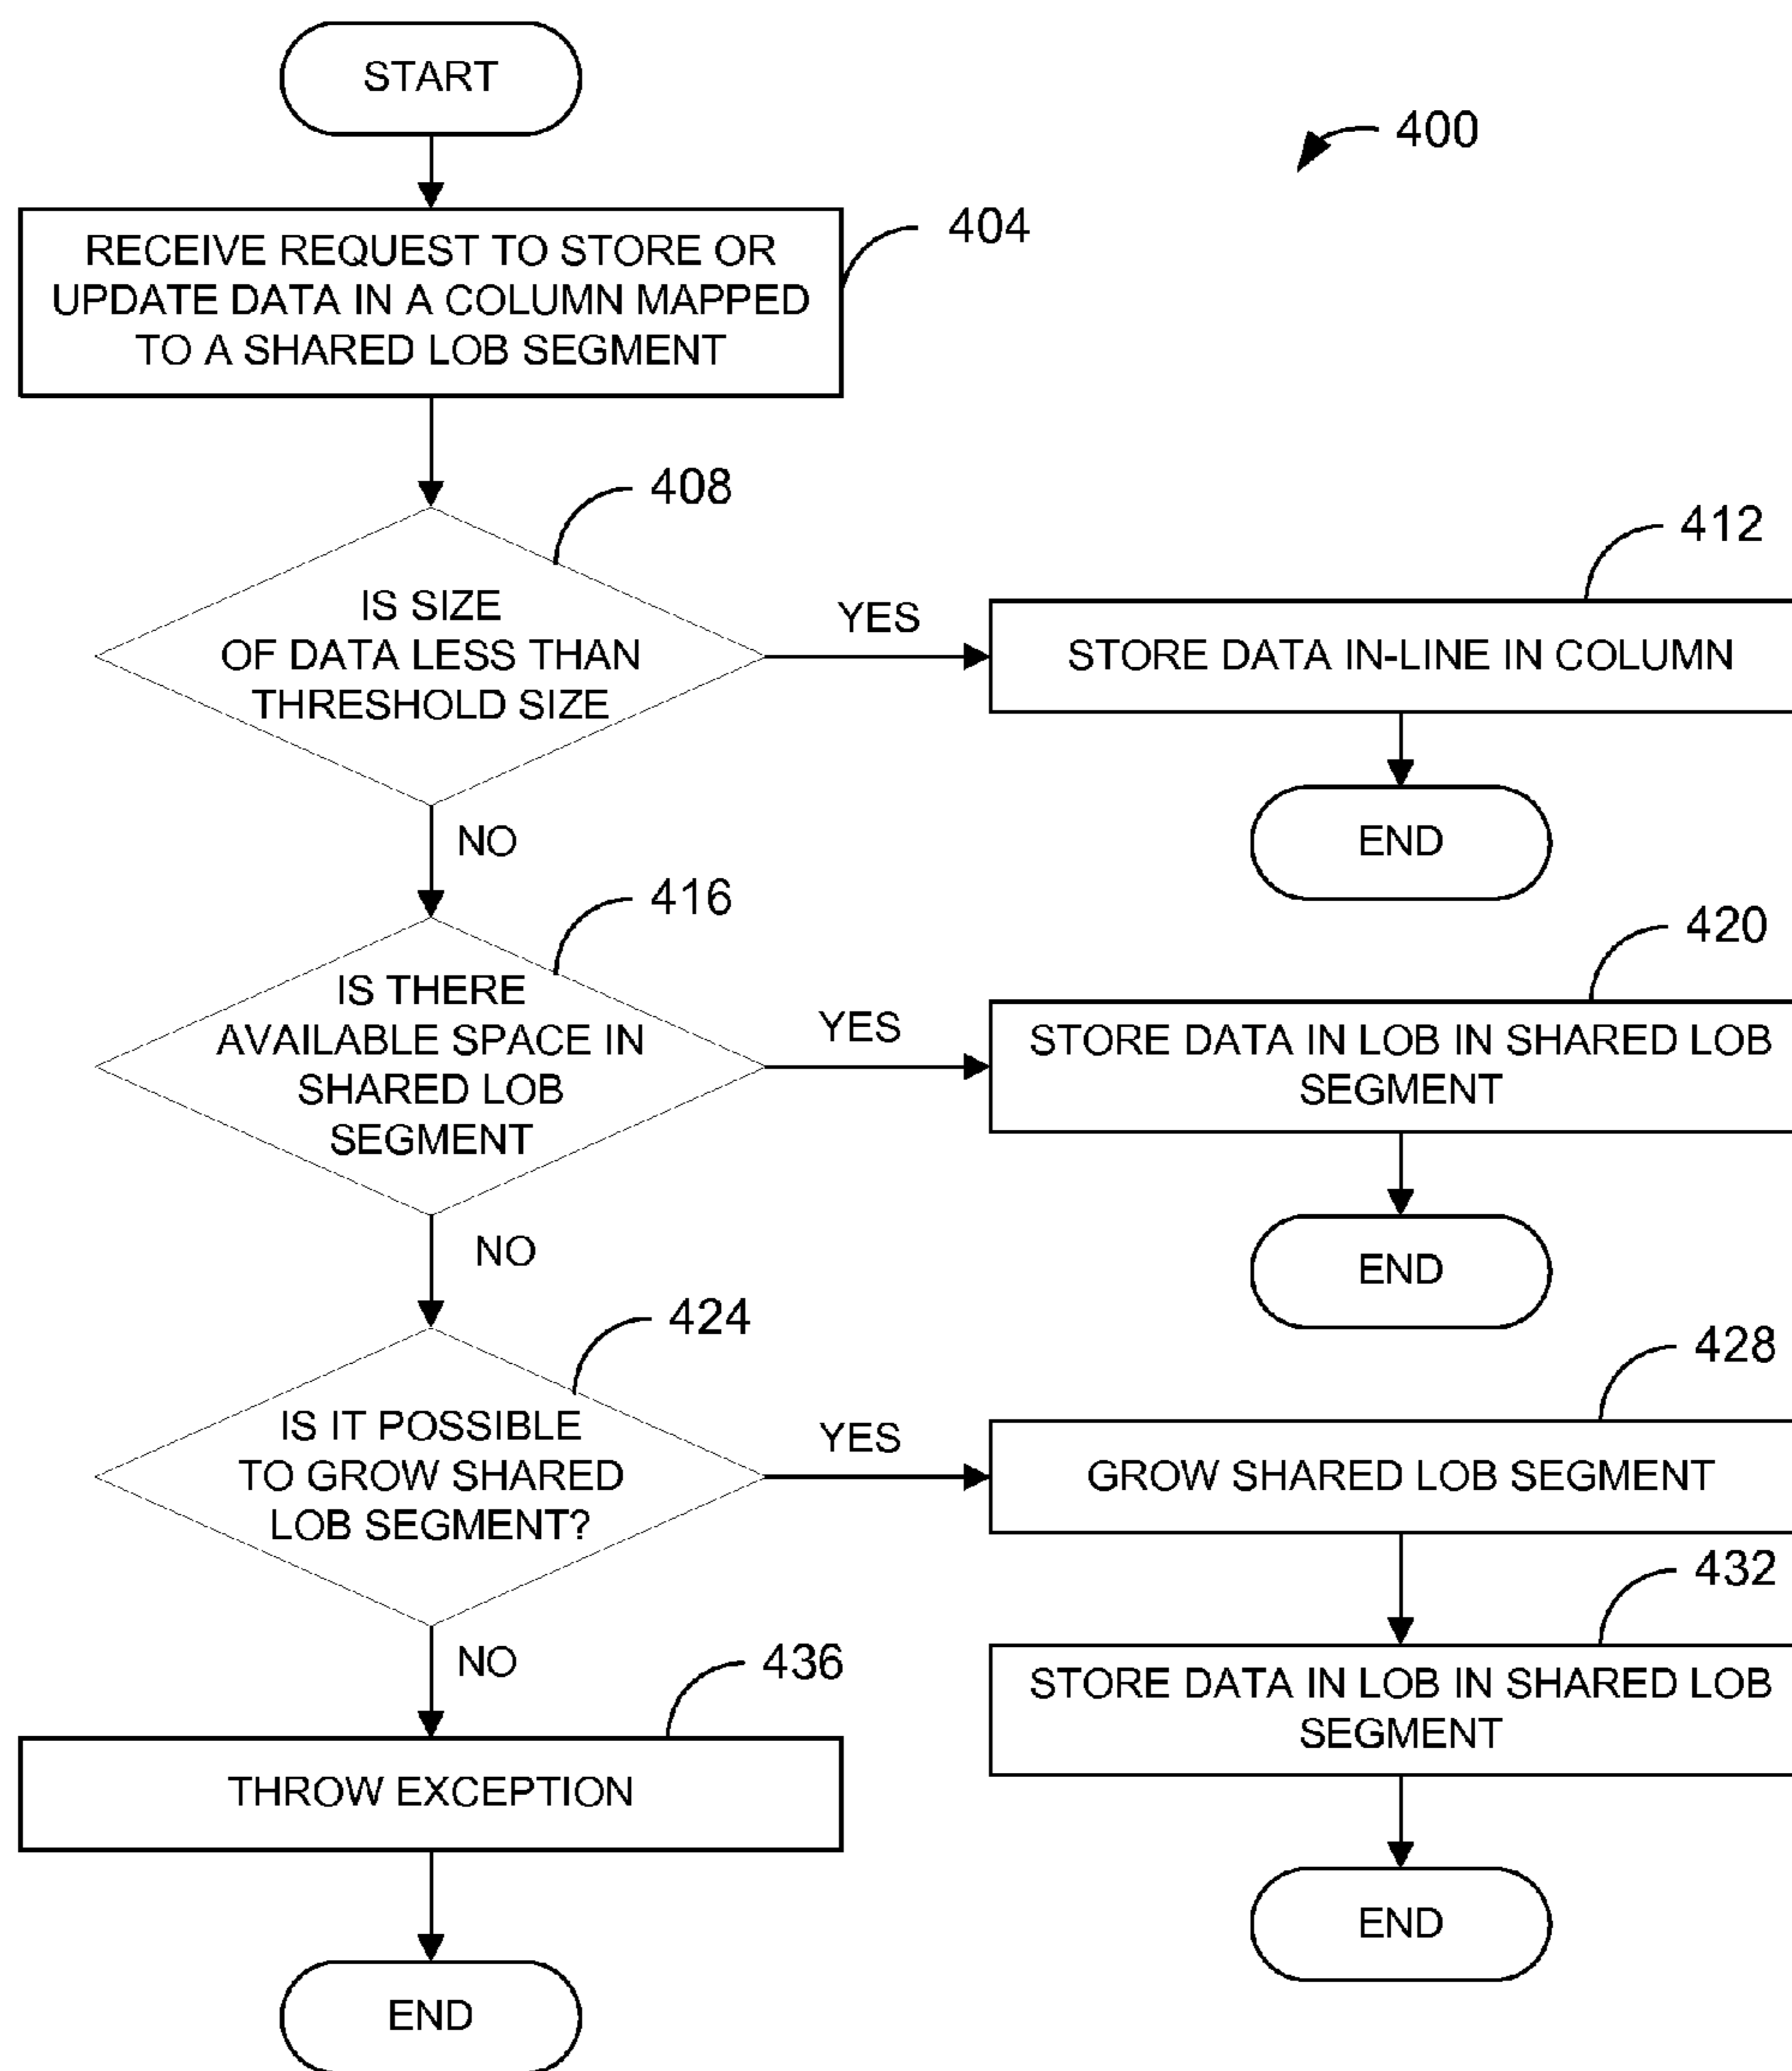 START
400
RECEIVE REQUEST TO STORE OR
UPDATE DATA IN A COLUMN MAPPED
TO A SHARED LOB SEGMENT
404
408
IS SIZE
OF DATA LESS THAN
THRESHOLD SIZE
YES
412
STORE DATA IN-LINE IN COLUMN
END
NO
416
IS THERE
AVAILABLE SPACE IN
SHARED LOB
SEGMENT
YES
420
STORE DATA IN LOB IN SHARED LOB
SEGMENT
END
NO
424
IS IT POSSIBLE
TO GROW SHARED
LOB SEGMENT?
YES
428
GROW SHARED LOB SEGMENT
432
STORE DATA IN LOB IN SHARED LOB
SEGMENT
END
NO
436
THROW EXCEPTION
END